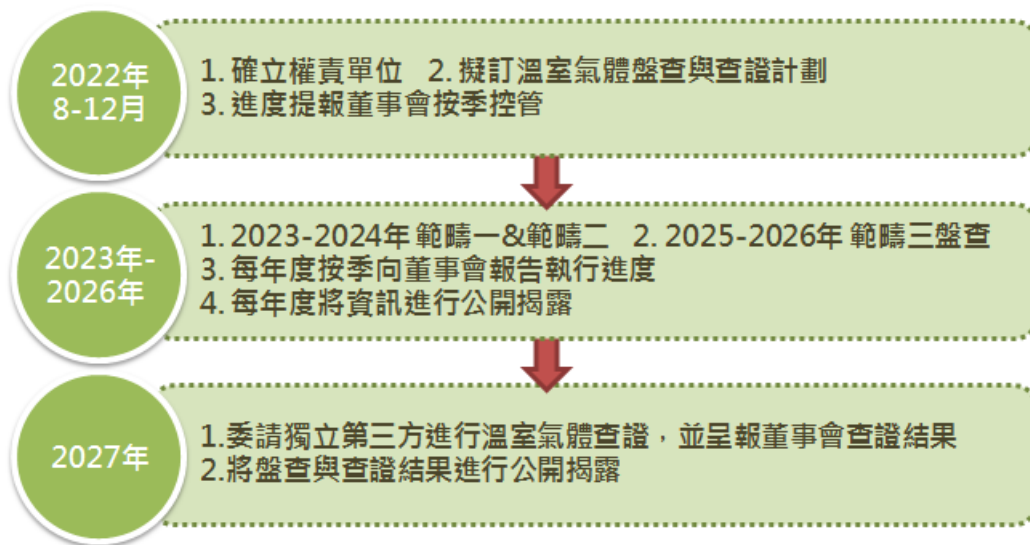 2022年
8-12月
1. 確立權責單位 2. 擬訂溫室氣體盤查與查證計劃
3. 進度提報董事會按季控管
2023年-
2026年
1. 2023-2024年 範疇一&範疇二 2. 2025-2026年 範疇三盤查
3. 每年度按季向董事會報告執行進度
4. 每年度將資訊進行公開揭露
2027年
1.委請獨立第三方進行溫室氣體查證，並呈報董事會查證結果
2.將盤查與查證結果進行公開揭露